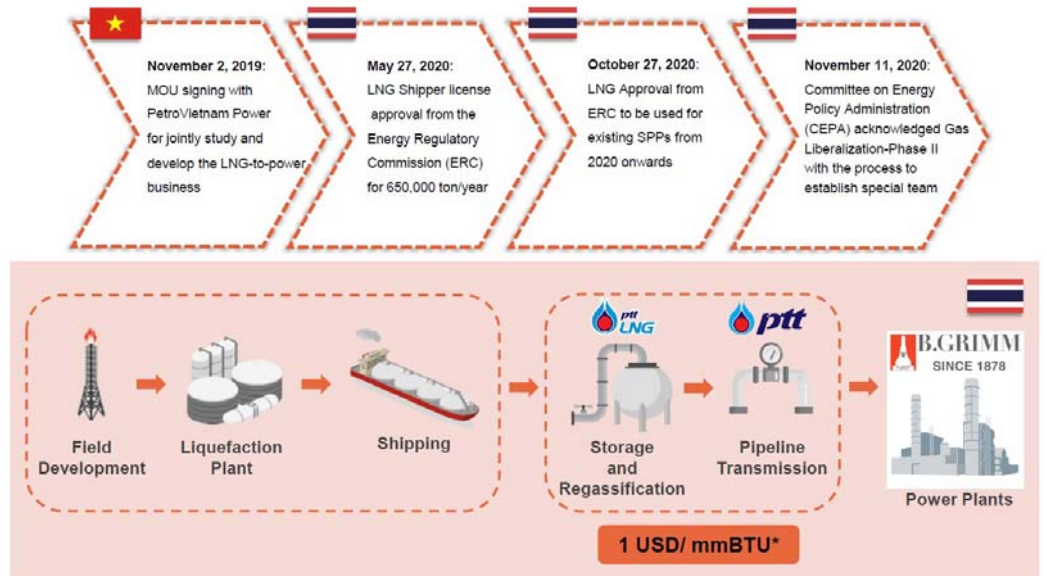 November 2, 2019:
MOU signing with
PetroVietnam Power
for jointly study and
develop the LNG-to-power
business
May 27, 2020:
LNG Shipper license
approval from the
Energy Regulatory
Commission (ERC)
for 650,000 ton/year
October 27, 2020:
LNG Approval from
ERC to be used for
existing SPPs from
2020 onwards
November 11, 2020:
Committee on Energy
Policy Administration
(CEPA) acknowledged Gas
Liberalization-Phase II
with the process to
establish special team
Field
Development
Liquefaction
Plant
Shipping
ptt
LNG
Storage
and
Regassification
ptt
Pipeline
Transmission
B.GRIMM
SINCE 1878
Power Plants
1 USD/ mmBTU*